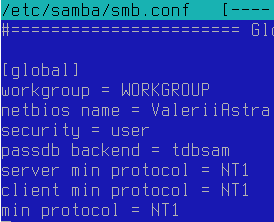 /etc/samba/smb.conf [----
#======================= Glo
[global]
workgroup = WORKGROUP
netbios name = ValeriiAstra
security = user
passdb backend = tdbsam
server min protocol = NT1
client min protocol = NT1
min protocol = NT1